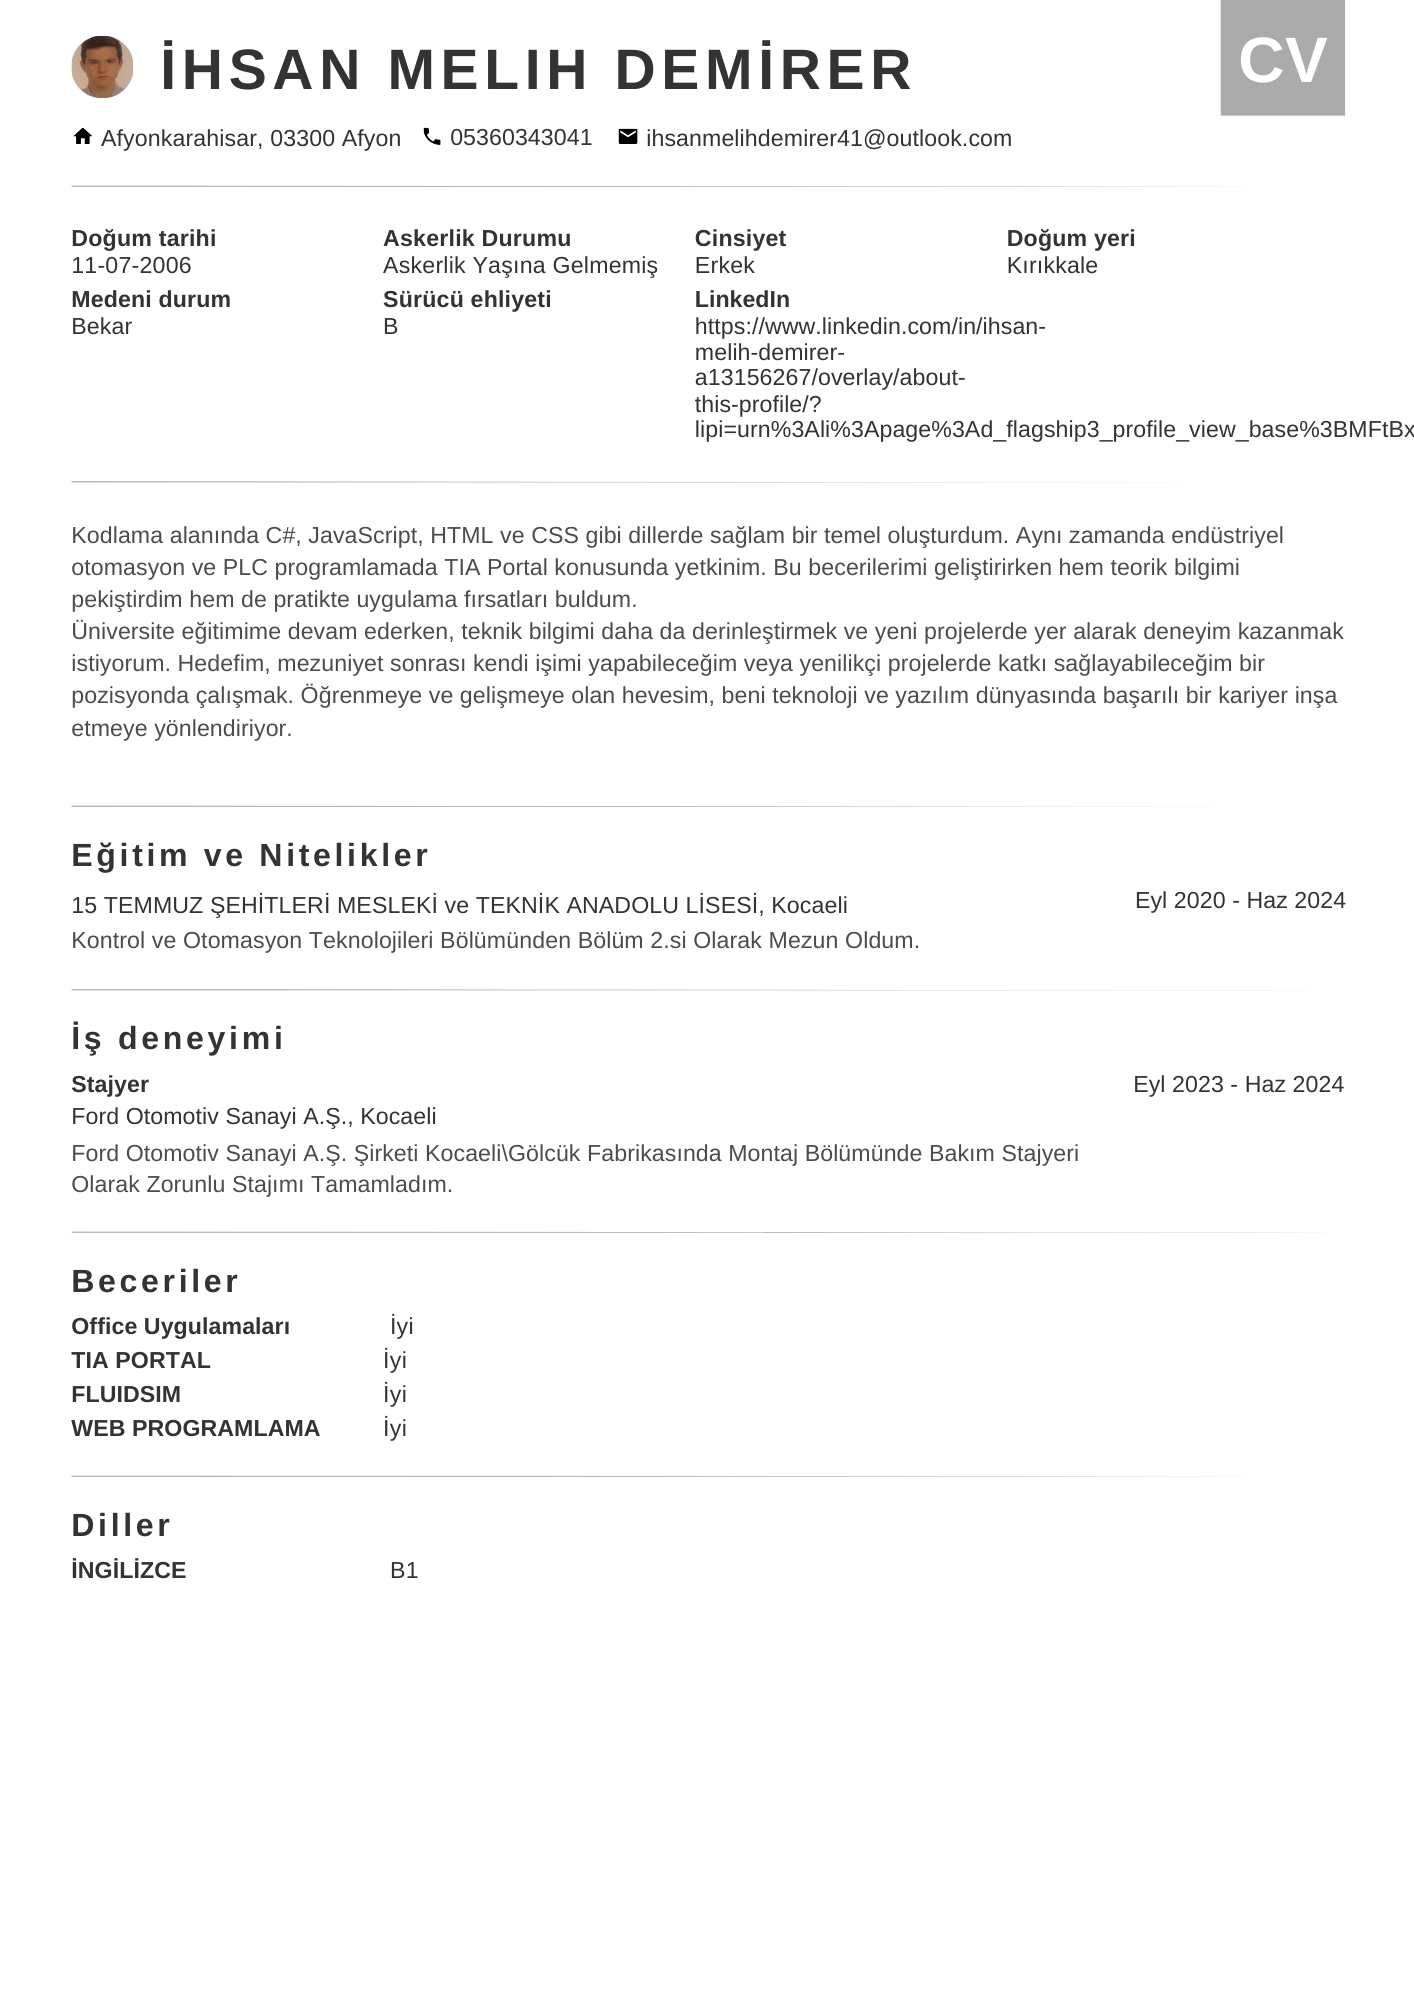 İHSAN MELIH DEMİRER
CV
Afyonkarahisar, 03300 Afyon 05360343041 ihsanmelihdemirer41@outlook.com
Doğum tarihi Askerlik Durumu Cinsiyet Doğum yeri
11-07-2006 Askerlik Yaşına Gelmemiş Erkek Kırıkkale
Medeni durum Sürücü ehliyeti LinkedIn
Bekar B https://www.linkedin.com/in/ihsan-
melih-demirer-
a13156267/overlay/about-
this-profile/?
lipi=urn%3Ali%3Apage%3Ad_flagship3_profile_view_base%3BMFtBx
Kodlama alanında C#, JavaScript, HTML ve CSS gibi dillerde sağlam bir temel oluşturdum. Aynı zamanda endüstriyel
otomasyon ve PLC programlamada TIA Portal konusunda yetkinim. Bu becerilerimi geliştirirken hem teorik bilgimi
pekiştirdim hem de pratikte uygulama fırsatları buldum.
Üniversite eğitimime devam ederken, teknik bilgimi daha da derinleştirmek ve yeni projelerde yer alarak deneyim kazanmak
istiyorum. Hedefim, mezuniyet sonrası kendi işimi yapabileceğim veya yenilikçi projelerde katkı sağlayabileceğim bir
pozisyonda çalışmak. Öğrenmeye ve gelişmeye olan hevesim, beni teknoloji ve yazılım dünyasında başarılı bir kariyer inşa
etmeye yönlendiriyor.
Eğitim ve Nitelikler
15 TEMMUZ ŞEHİTLERİ MESLEKİ ve TEKNİK ANADOLU LİSESİ, Kocaeli Eyl 2020 - Haz 2024
Kontrol ve Otomasyon Teknolojileri Bölümünden Bölüm 2.si Olarak Mezun Oldum.
İş deneyimi
Stajyer Eyl 2023 - Haz 2024
Ford Otomotiv Sanayi A.Ş., Kocaeli
Ford Otomotiv Sanayi A.Ş. Şirketi Kocaeli\Gölcük Fabrikasında Montaj Bölümünde Bakım Stajyeri
Olarak Zorunlu Stajımı Tamamladım.
Beceriler
Office Uygulamaları İyi
TIA PORTAL İyi
FLUIDSIM İyi
WEB PROGRAMLAMA İyi
Diller
İNGİLİZCE B1